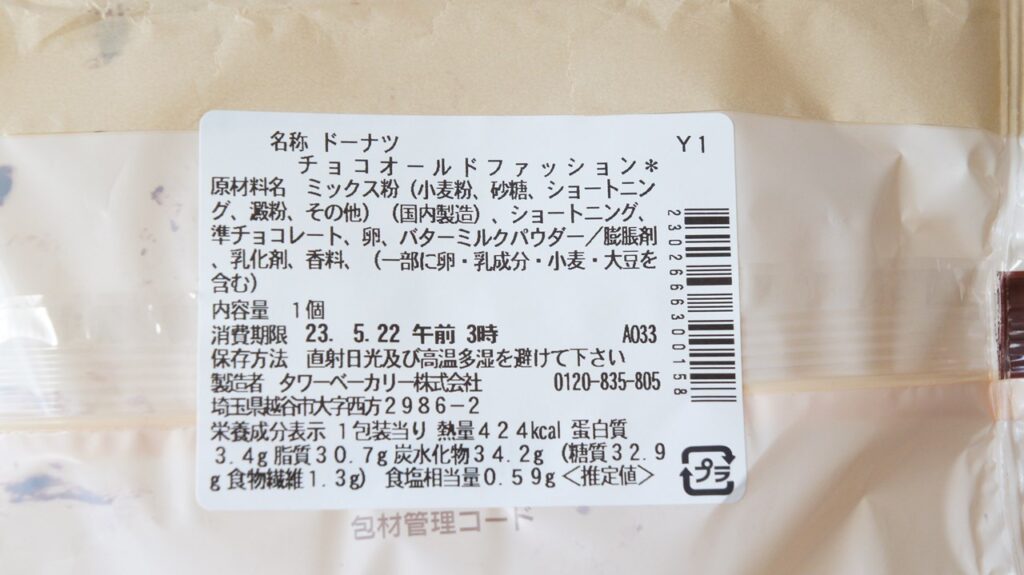 名称 ドーナツ Y1
チョコオールドファッション＊
原材料名 ミックス粉（小麦粉、砂糖、ショートニン
グ、澱粉、その他）（国内製造）、ショートニング、
準チョコレート、卵、バターミルクパウダー／膨脹剤
、乳化剤、香料、（一部に卵・乳成分・小麦・大豆を
含む）
内容量 1個
消費期限 23. 5.22 午前 3時 A033
保存方法 直射日光及び高温多湿を避けて下さい
製造者 タワーベーカリー株式会社 0120-835-805
埼玉県越谷市大字西方２９８６－２
栄養成分表示 １包装当り 熱量４２４kcal 蛋白質
３.４g 脂質３０.７g 炭水化物３４.２g （糖質３２.９
g 食物繊維１.３g） 食塩相当量０.５９g ＜推定値＞
プラ
2302666300158
包材管理コード